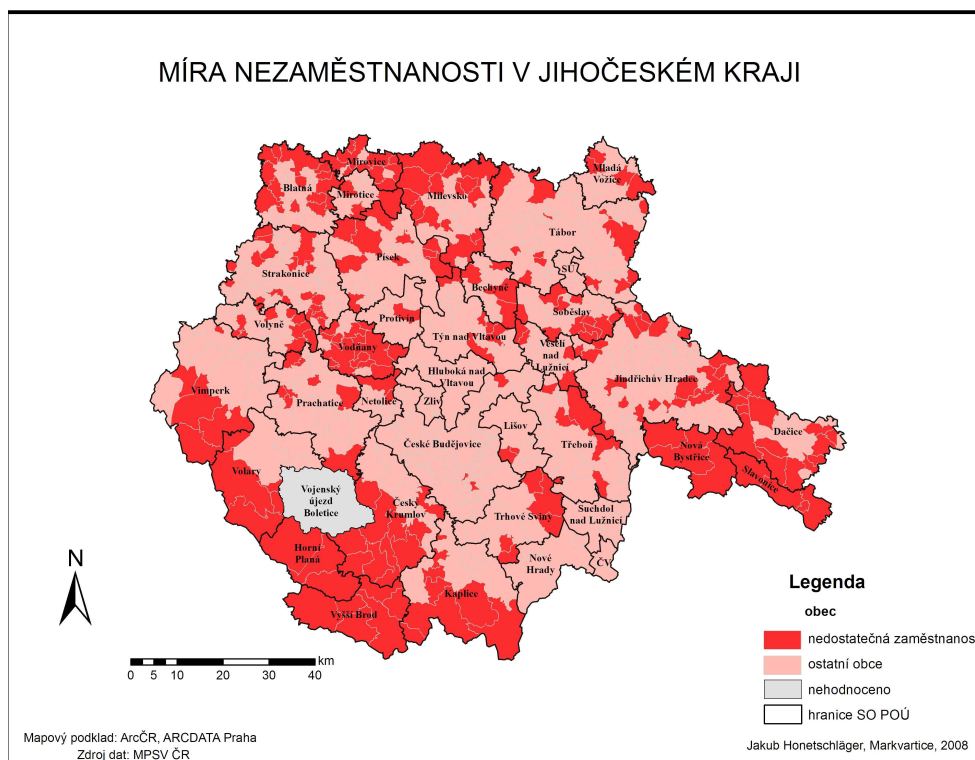 MÍRA NEZAMĚSTNANOSTI V JIHOČESKÉM KRAJI
Mirovice
Mladá
Vožice
Blatná
Mirotice
Milevsko
Tábor
Písek
SÚ
Strakonice
Bechyně
Soběslav
Protivín
Volyně
Týn nad Vltavou
Vodňany
Veselí
nad
Lužnicí
Hluboká nad
Vltavou
Jindřichův Hradec
Vimperk
Prachatice
Netolice
Zliv
Lišov
Dačice
České Budějovice
Třeboň
Nová
Bystřice
Volary
Slavonice
Vojenský
újezd
Boletice
Český
Krumlov
Trhové Sviny
Suchdol
nad Lužnicí
Horní
Planá
Nové
Hrady
ČV
Kaplice
Vyšší Brod
N
km
0 5 10 20 30 40
Legenda
obec
nedostatečná zaměstnanos
ostatní obce
nehodnoceno
hranice SO POÚ
Mapový podklad: ArcČR, ARCDATA Praha
Zdroj dat: MPSV ČR
Jakub Honetschläger, Markvartice, 2008